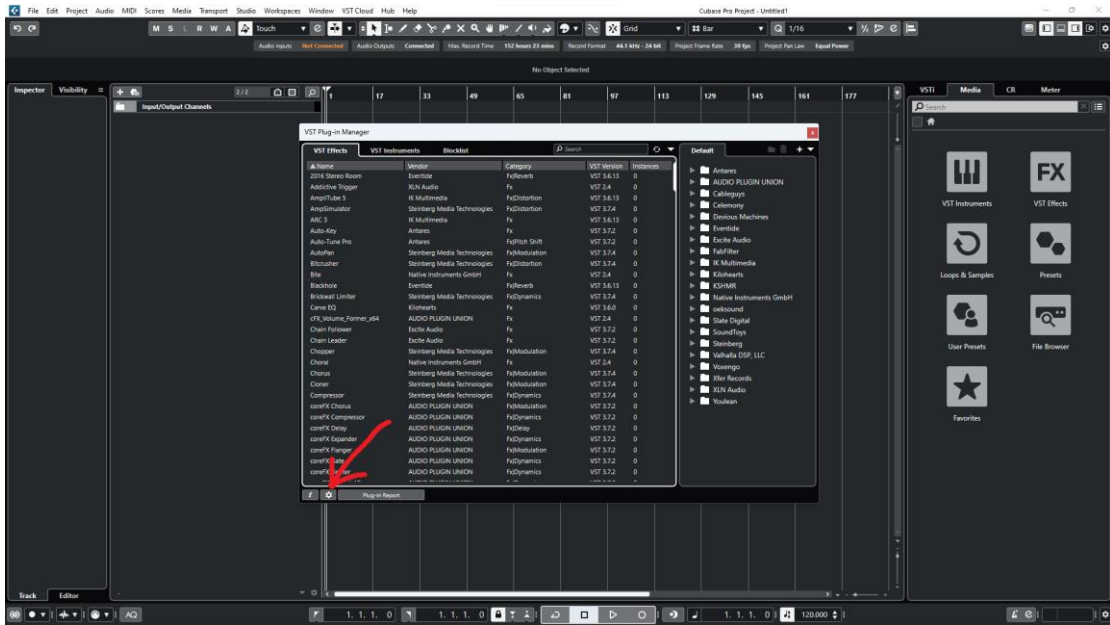 File Edit Project Audio MIDI Scores Media Transport Studio Workspaces Window VST Cloud Hub Help
Cubase Pro Project - Untitled1
M S L R W A Touch Grid Bar 1/16
Audio Inputs Not Connected Audio Outputs Connected Max. Record Time 152 hours 23 mins Record Format 44.1 kHz - 24 bit Project Frame Rate 30 fps Project Pan Law Equal Power
No Object Selected
Inspector Visibility 2/2 1 17 33 49 65 81 97 113 129 145 161 177 VSTi Media CR Meter
Input/Output Channels
Search
VST Plug-in Manager
VST Effects VST Instruments Blocklist Search Default
Name Vendor Category VST Version Instances
2016 Stereo Room Eventide Fx|Reverb VST 3.6.13 0
Addictive Trigger XLN Audio Fx VST 2.4 0
AmpliTube 5 IK Multimedia Fx|Distortion VST 3.6.13 0
AmpSimulator Steinberg Media Technologies Fx|Distortion VST 3.7.4 0
ARC 3 IK Multimedia Fx VST 3.6.13 0
Auto-Key Antares Fx VST 3.7.2 0
Auto-Tune Pro Antares Fx|Pitch Shift VST 3.7.2 0
AutoPan Steinberg Media Technologies Fx|Modulation VST 3.7.4 0
Bitcrusher Steinberg Media Technologies Fx|Distortion VST 3.7.4 0
Bite Native Instruments GmbH Fx VST 2.4 0
Blackhole Eventide Fx|Reverb VST 3.6.13 0
Brickwall Limiter Steinberg Media Technologies Fx|Dynamics VST 3.7.4 0
Carve EQ Kilohearts Fx VST 3.6.0 0
cFX_Volume_Former_x64 AUDIO PLUGIN UNION Fx VST 2.4 0
Chain Follower Excite Audio Fx VST 3.7.2 0
Chain Leader Excite Audio Fx VST 3.7.2 0
Chopper Steinberg Media Technologies Fx|Modulation VST 3.7.4 0
Choral Native Instruments GmbH Fx VST 2.4 0
Chorus Steinberg Media Technologies Fx|Modulation VST 3.7.4 0
Cloner Steinberg Media Technologies Fx|Modulation VST 3.7.4 0
Compressor Steinberg Media Technologies Fx|Dynamics VST 3.7.4 0
coreFX Chorus AUDIO PLUGIN UNION Fx|Modulation VST 3.7.2 0
coreFX Compressor AUDIO PLUGIN UNION Fx|Dynamics VST 3.7.2 0
coreFX Delay AUDIO PLUGIN UNION Fx|Delay VST 3.7.2 0
coreFX Expander AUDIO PLUGIN UNION Fx|Dynamics VST 3.7.2 0
coreFX Flanger AUDIO PLUGIN UNION Fx|Modulation VST 3.7.2 0
coreFX AUDIO PLUGIN UNION Fx|Dynamics VST 3.7.2 0
coreFX AUDIO PLUGIN UNION Fx|Dynamics VST 3.7.2 0
Antares
AUDIO PLUGIN UNION
Cableguys
Celemony
Devious Machines
Eventide
Excite Audio
FabFilter
IK Multimedia
Kilohearts
KSHMR
Native Instruments GmbH
oeksound
Slate Digital
SoundToys
Steinberg
Valhalla DSP, LLC
Voxengo
Xfer Records
XLN Audio
Youlean
i Plug-in Report
FX
VST Instruments VST Effects
Loops & Samples Presets
User Presets File Browser
Favorites
Track Editor
AQ 1. 1. 1. 0 1. 1. 1. 0 1. 1. 1. 0 120.000